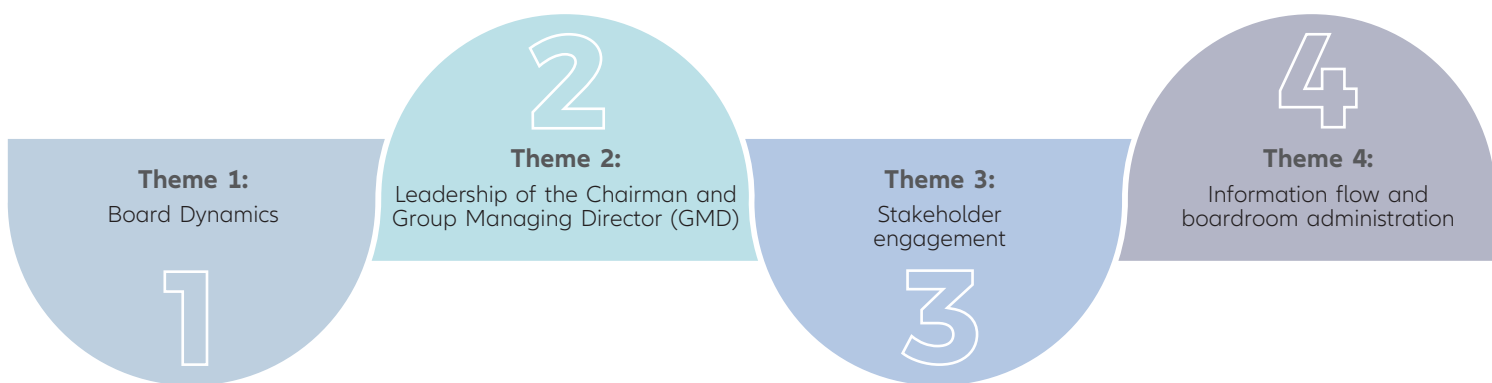 Theme 1:
Board Dynamics
1
2
Theme 2:
Leadership of the Chairman and
Group Managing Director (GMD)
Theme 3:
Stakeholder
engagement
3
4
Theme 4:
Information flow and
boardroom administration